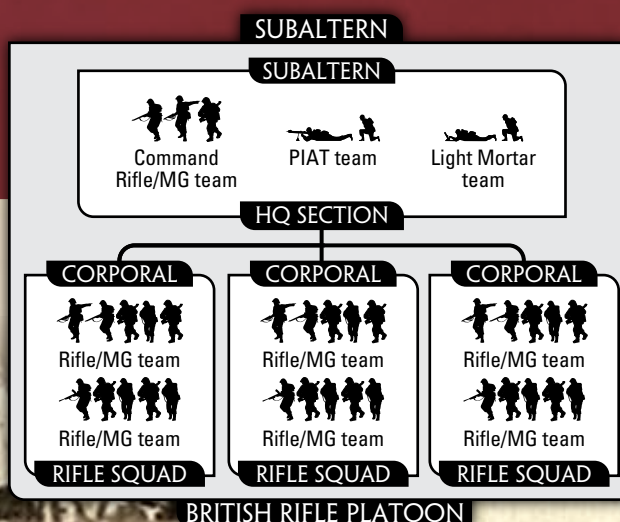 SUBALTERN
SUBALTERN
Command
Rifle/MG team
PIAT team
Light Mortar
team
HQ SECTION
CORPORAL
Rifle/MG team
Rifle/MG team
RIFLE SQUAD
CORPORAL
Rifle/MG team
Rifle/MG team
RIFLE SQUAD
CORPORAL
Rifle/MG team
Rifle/MG team
RIFLE SQUAD
BRITISH RIFLE PLATOON